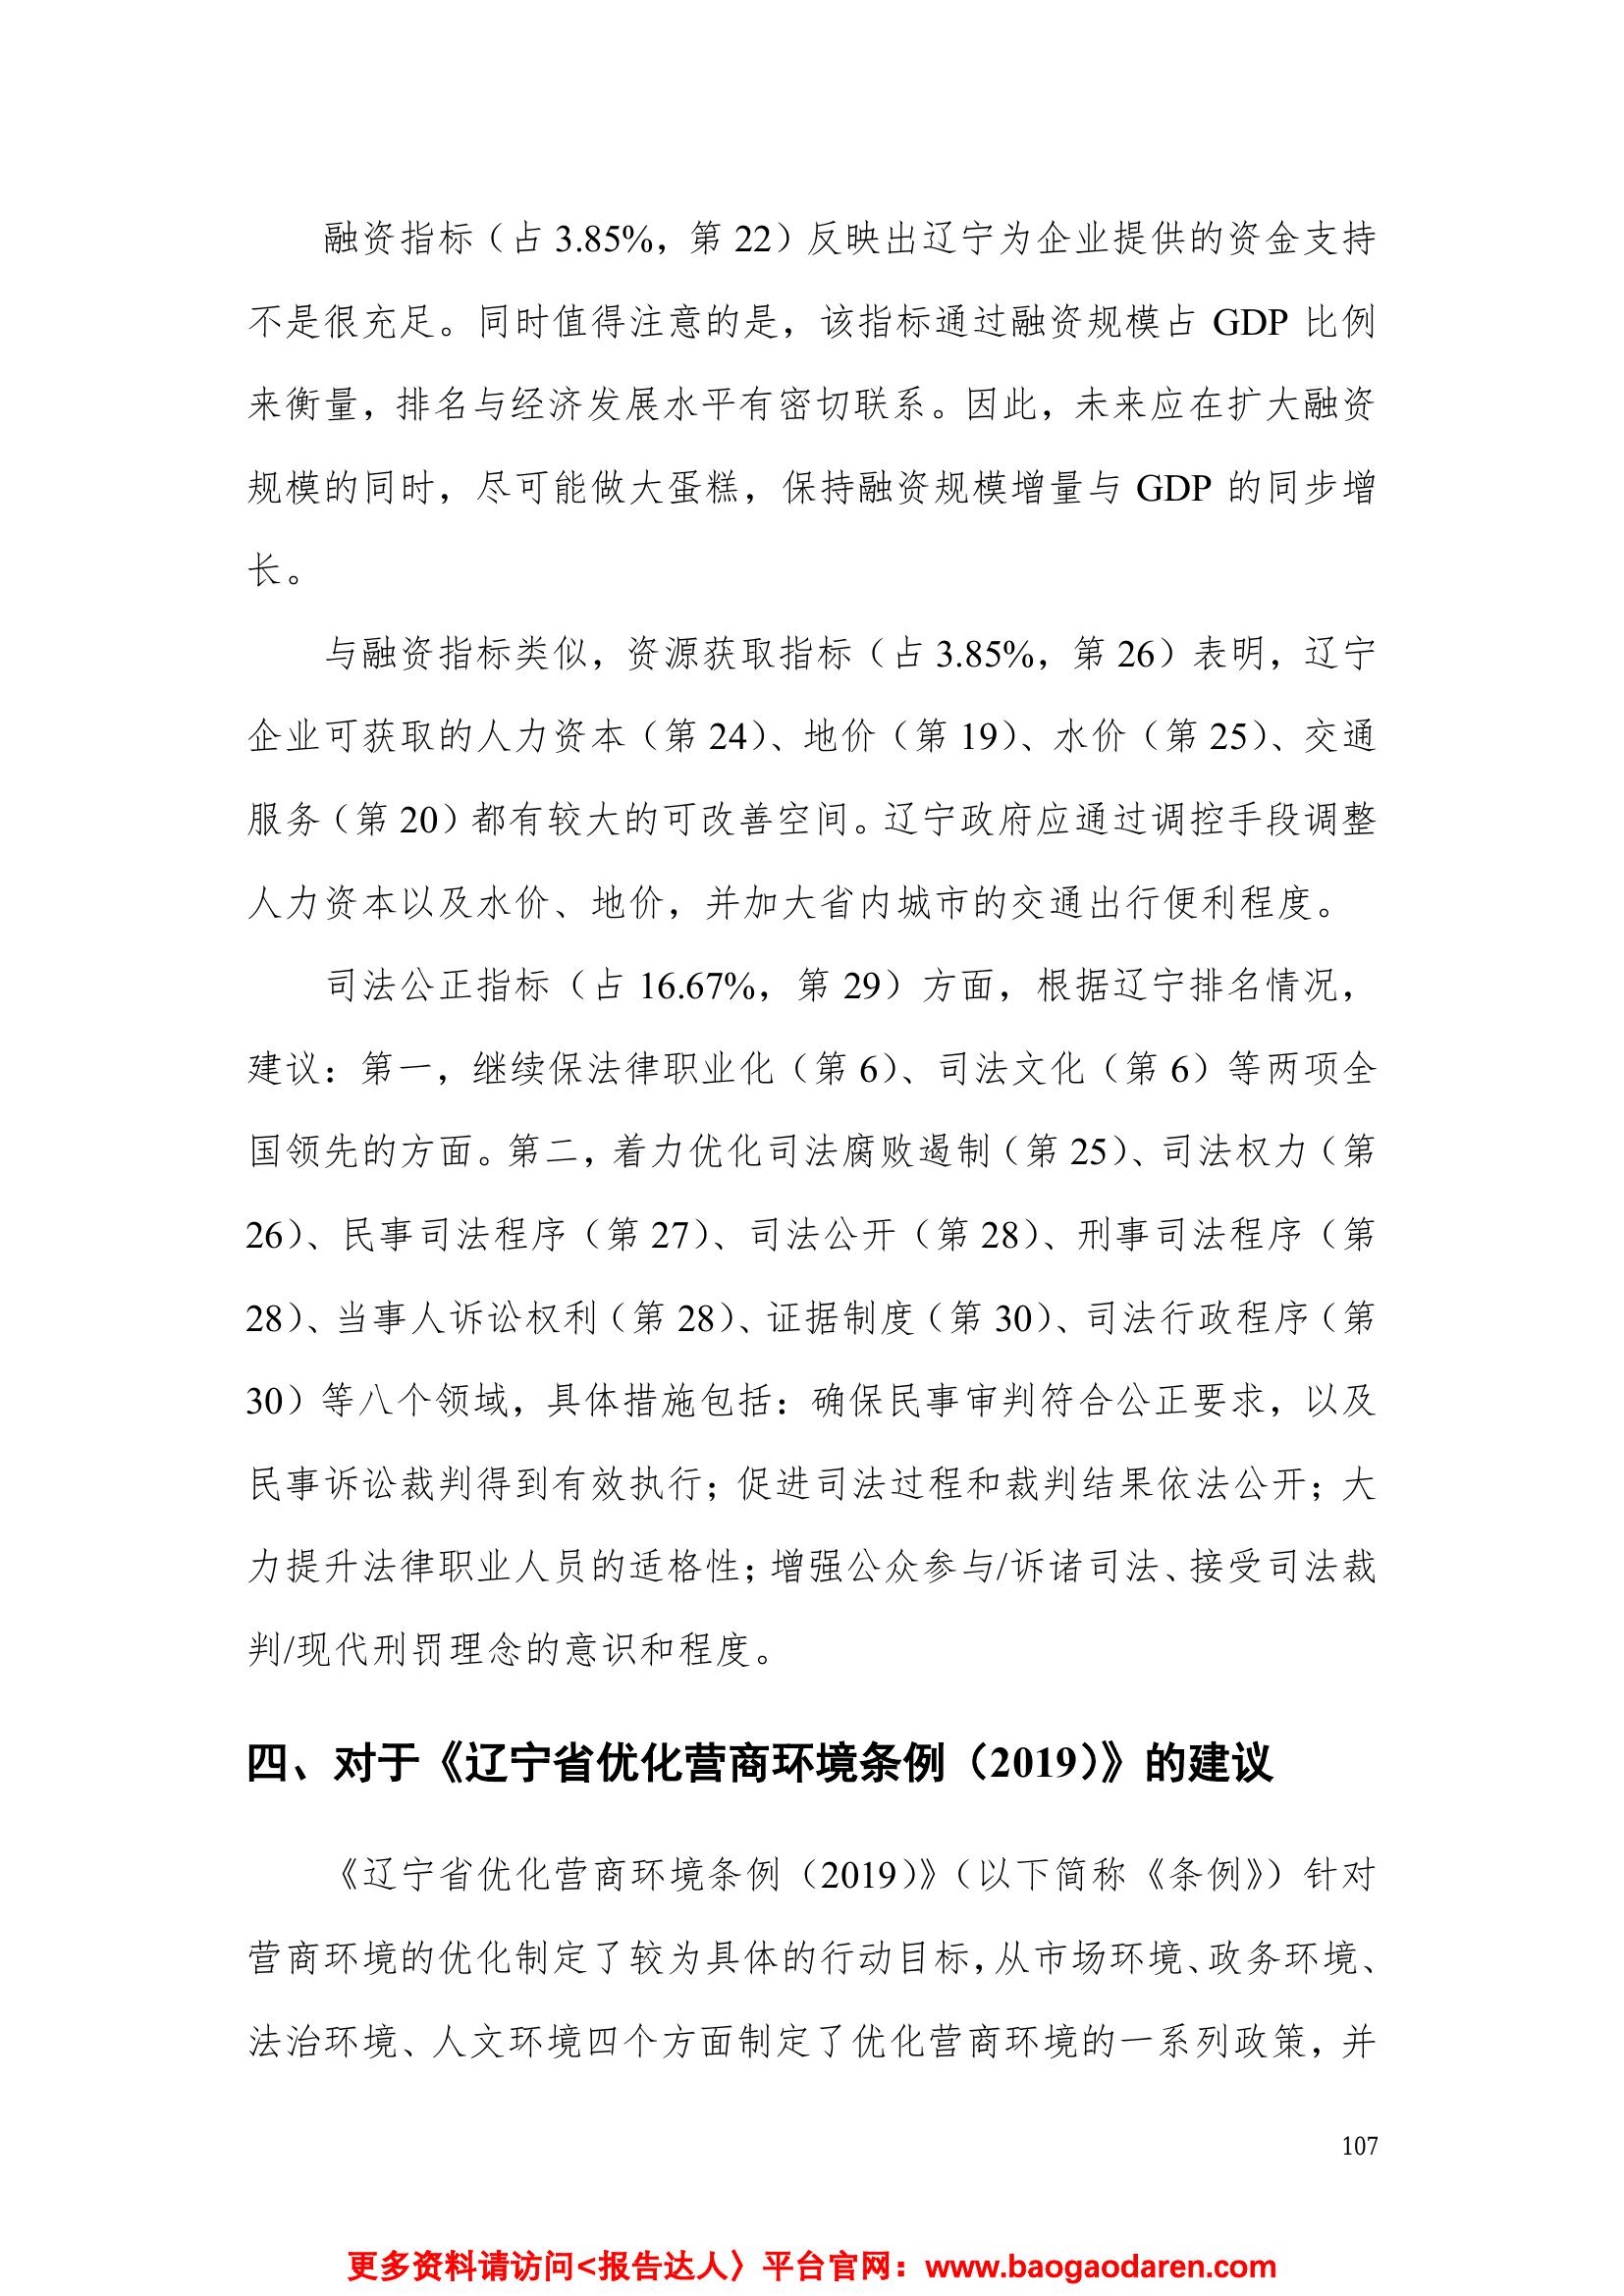 融资指标（占 3.85%，第 22）反映出辽宁为企业提供的资金支持
不是很充足。同时值得注意的是，该指标通过融资规模占 GDP 比例
来衡量，排名与经济发展水平有密切联系。因此，未来应在扩大融资
规模的同时，尽可能做大蛋糕，保持融资规模增量与 GDP 的同步增
长。
与融资指标类似，资源获取指标（占 3.85%，第 26）表明，辽宁
企业可获取的人力资本（第 24）、地价（第 19）、水价（第 25）、交通
服务（第 20）都有较大的可改善空间。辽宁政府应通过调控手段调整
人力资本以及水价、地价，并加大省内城市的交通出行便利程度。
司法公正指标（占 16.67%，第 29）方面，根据辽宁排名情况，
建议：第一，继续保法律职业化（第 6）、司法文化（第 6）等两项全
国领先的方面。第二，着力优化司法腐败遏制（第 25）、司法权力（第
26）、民事司法程序（第 27）、司法公开（第 28）、刑事司法程序（第
28）、当事人诉讼权利（第 28）、证据制度（第 30）、司法行政程序（第
30）等八个领域，具体措施包括：确保民事审判符合公正要求，以及
民事诉讼裁判得到有效执行；促进司法过程和裁判结果依法公开；大
力提升法律职业人员的适格性；增强公众参与/诉诸司法、接受司法裁
判/现代刑罚理念的意识和程度。
四、对于《辽宁省优化营商环境条例（2019）》的建议
《辽宁省优化营商环境条例（2019）》（以下简称《条例》）针对
营商环境的优化制定了较为具体的行动目标，从市场环境、政务环境、
法治环境、人文环境四个方面制定了优化营商环境的一系列政策，并
107
更多资料请访问<报告达人〉平台官网：www.baogaodaren.com